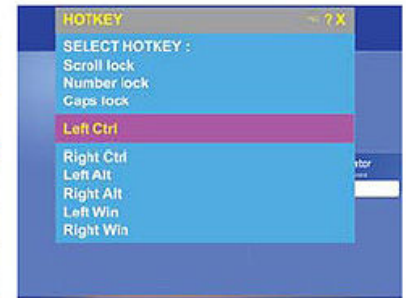 HOTKEY ? X
SELECT HOTKEY :
Scroll lock
Number lock
Caps lock
Left Ctrl
Right Ctrl
Left Alt
Right Alt
Left Win
Right Win